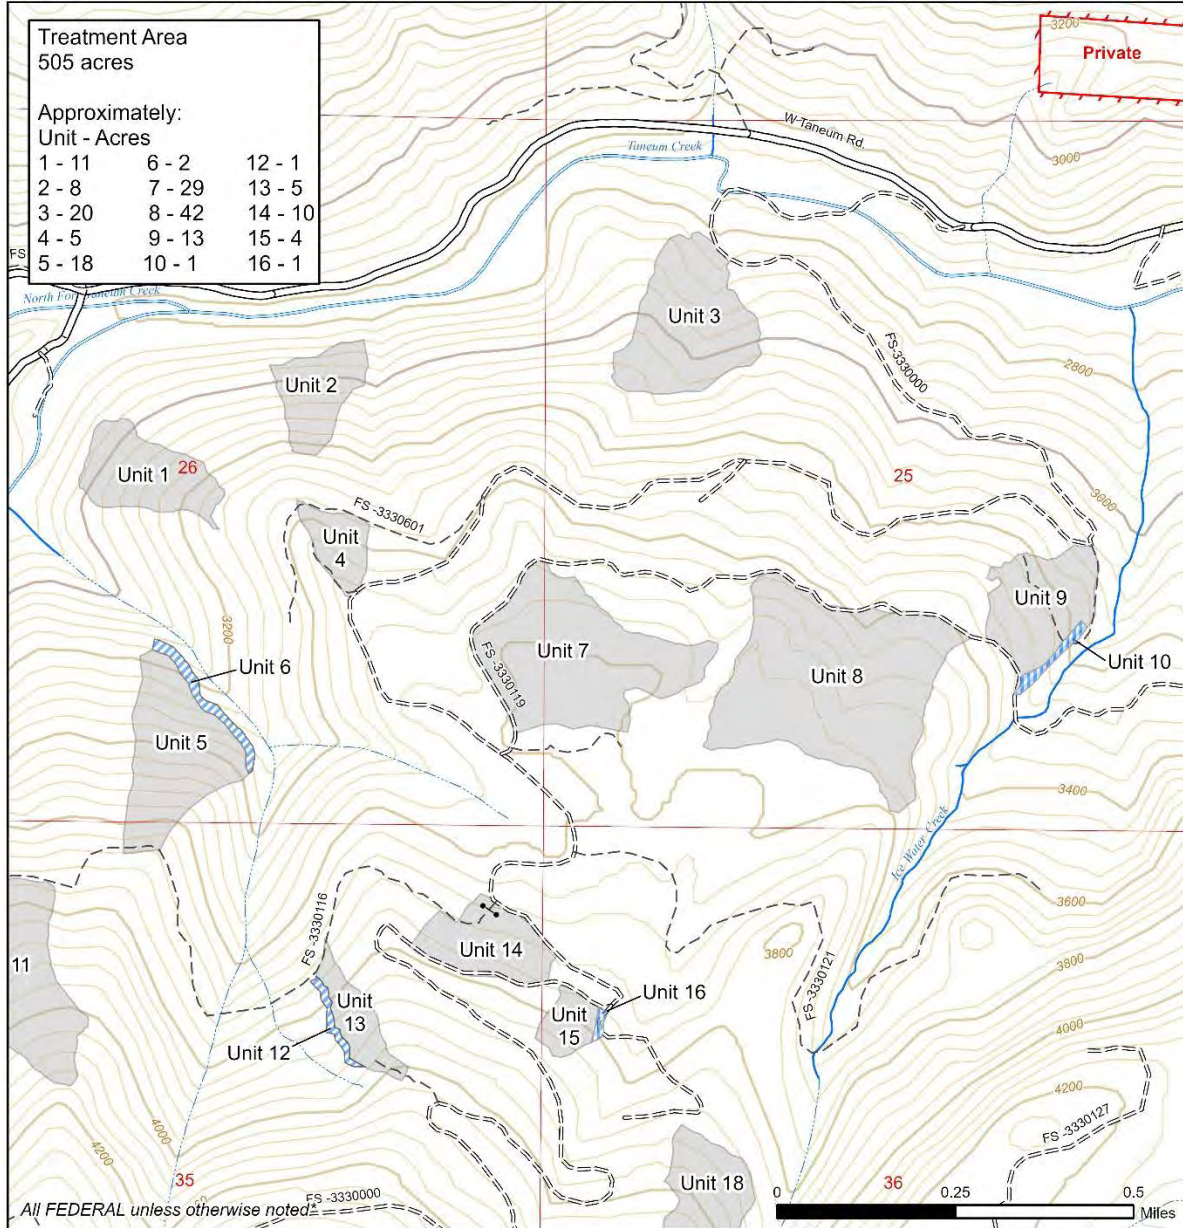 Treatment Area
505 acres
Approximately:
Unit - Acres
1 - 11 6 - 2 12 - 1
2 - 8 7 - 29 13 - 5
3 - 20 8 - 42 14 - 10
4 - 5 9 - 13 15 - 4
5 - 18 10 - 1 16 - 1
3200
Private
W Taneum Rd.
Taneum Creek
3000
FS
North For Taneum Creek
Unit 3
FS -3330000
2800
Unit 2
Unit 1
26
25
3000
FS -3330601
Unit
4
Unit 9
3200
Unit 6
Unit 7
FS -3330119
Unit 8
Unit 10
Unit 5
3400
Ice Water Creek
3600
FS -3330116
Unit 14
3800
3800
11
FS -3330121
Unit 16
Unit
13
Unit
15
4000
Unit 12
4200
4000
FS -3330127
4200
35
Unit 18
36
0 0.25 0.5
Miles
FS -3330000
All FEDERAL unless otherwise noted*